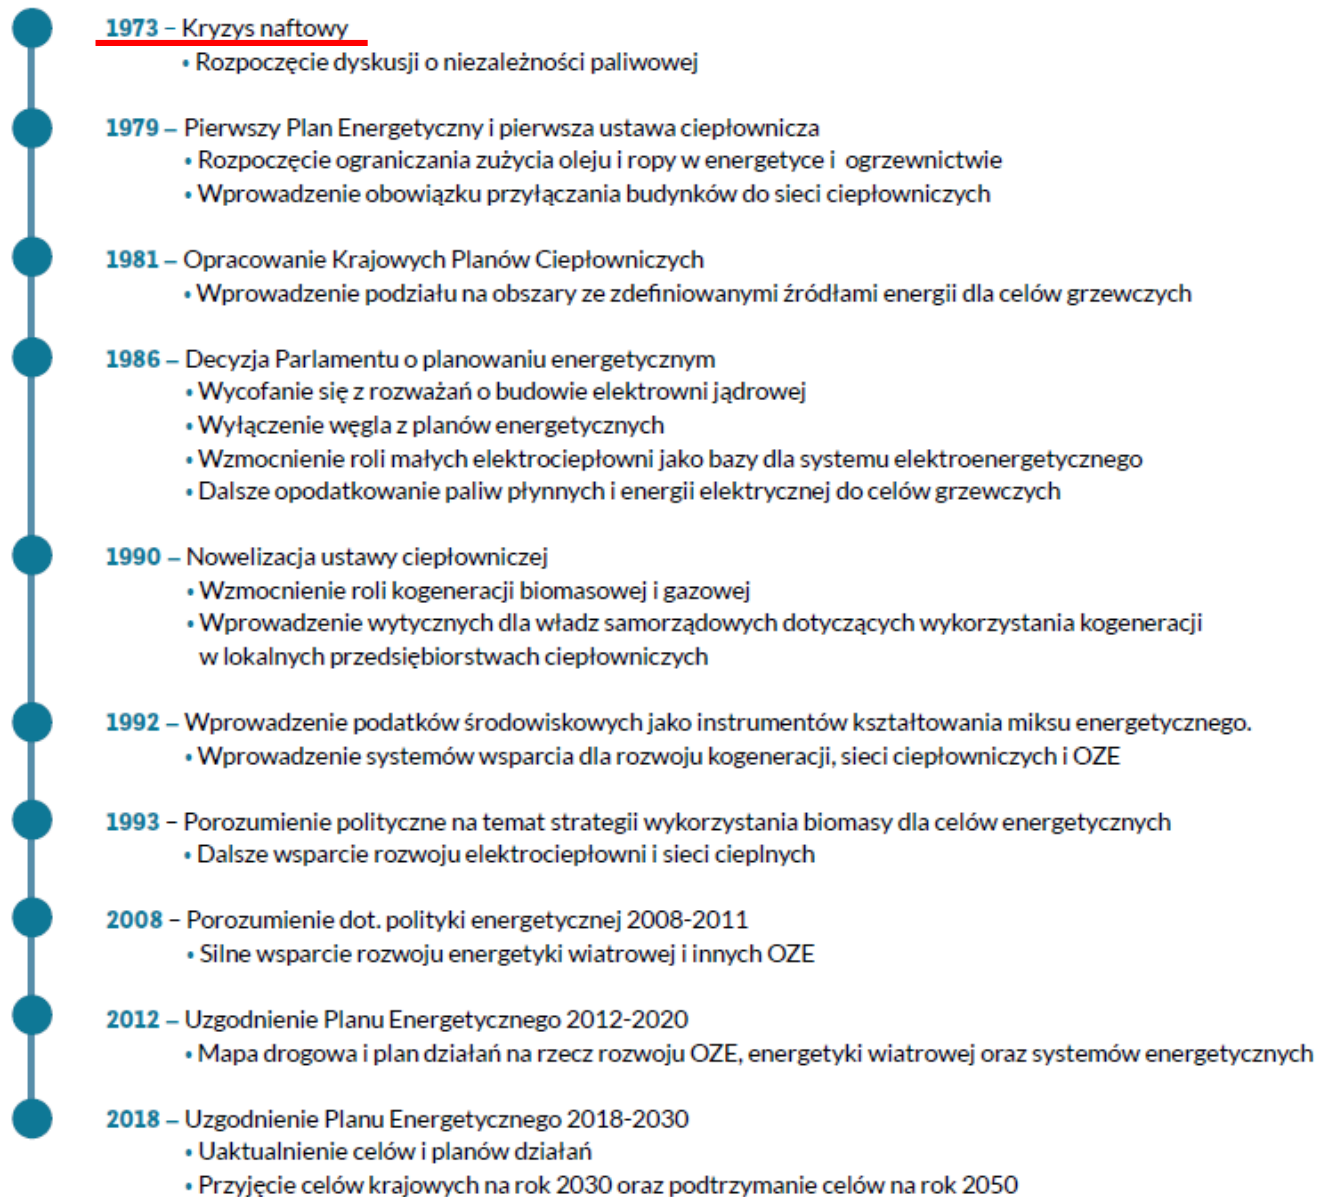 1973 – Kryzys naftowy
• Rozpoczęcie dyskusji o niezależności paliwowej
1979 – Pierwszy Plan Energetyczny i pierwsza ustawa ciepłownicza
• Rozpoczęcie ograniczania zużycia oleju i ropy w energetyce i ogrzewnictwie
• Wprowadzenie obowiązku przyłączania budynków do sieci ciepłowniczych
1981 – Opracowanie Krajowych Planów Ciepłowniczych
• Wprowadzenie podziału na obszary ze zdefiniowanymi źródłami energii dla celów grzewczych
1986 – Decyzja Parlamentu o planowaniu energetycznym
• Wycofanie się z rozważań o budowie elektrowni jądrowej
• Wyłączenie węgla z planów energetycznych
• Wzmocnienie roli małych elektrociepłowni jako bazy dla systemu elektroenergetycznego
• Dalsze opodatkowanie paliw płynnych i energii elektrycznej do celów grzewczych
1990 – Nowelizacja ustawy ciepłowniczej
• Wzmocnienie roli kogeneracji biomasowej i gazowej
• Wprowadzenie wytycznych dla władz samorządowych dotyczących wykorzystania kogeneracji
w lokalnych przedsiębiorstwach ciepłowniczych
1992 – Wprowadzenie podatków środowiskowych jako instrumentów kształtowania miksu energetycznego.
• Wprowadzenie systemów wsparcia dla rozwoju kogeneracji, sieci ciepłowniczych i OZE
1993 – Porozumienie polityczne na temat strategii wykorzystania biomasy dla celów energetycznych
• Dalsze wsparcie rozwoju elektrociepłowni i sieci cieplnych
2008 – Porozumienie dot. polityki energetycznej 2008-2011
• Silne wsparcie rozwoju energetyki wiatrowej i innych OZE
2012 – Uzgodnienie Planu Energetycznego 2012-2020
• Mapa drogowa i plan działań na rzecz rozwoju OZE, energetyki wiatrowej oraz systemów energetycznych
2018 – Uzgodnienie Planu Energetycznego 2018-2030
• Uaktualnienie celów i planów działań
• Przyjęcie celów krajowych na rok 2030 oraz podtrzymanie celów na rok 2050